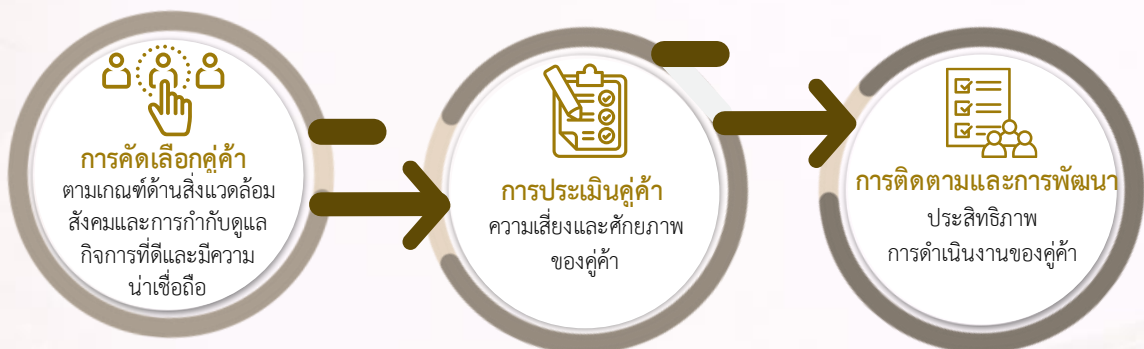 การคัดเลือกคู่ค้า
ตามเกณฑ์ด้านสิ่งแวดล้อม
สังคมและการกำกับดูแล
กิจการที่ดีและมีความ
น่าเชื่อถือ
การประเมินคู่ค้า
ความเสี่ยงและศักยภาพ
ของคู่ค้า
การติดตามและการพัฒนา
ประสิทธิภาพ
การดำเนินงานของคู่ค้า